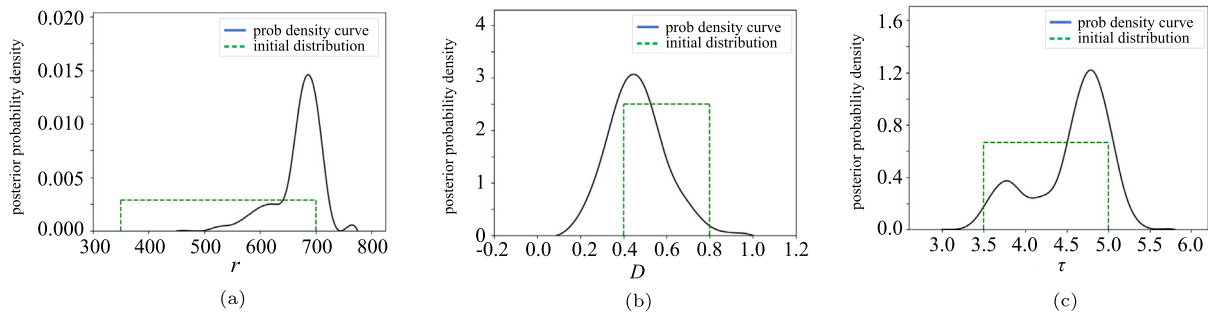 posterior probability density
0.020
0.015
0.010
0.005
0.000
300 400 500 600 700 800
r
prob density curve
initial distribution
(a)
posterior probability density
4
3
2
1
0
-0.2 0.0 0.2 0.4 0.6 0.8 1.0 1.2
D
prob density curve
initial distribution
(b)
posterior probability density
1.6
1.2
0.8
0.4
0.0
3.0 3.5 4.0 4.5 5.0 5.5 6.0
τ
prob density curve
initial distribution
(c)